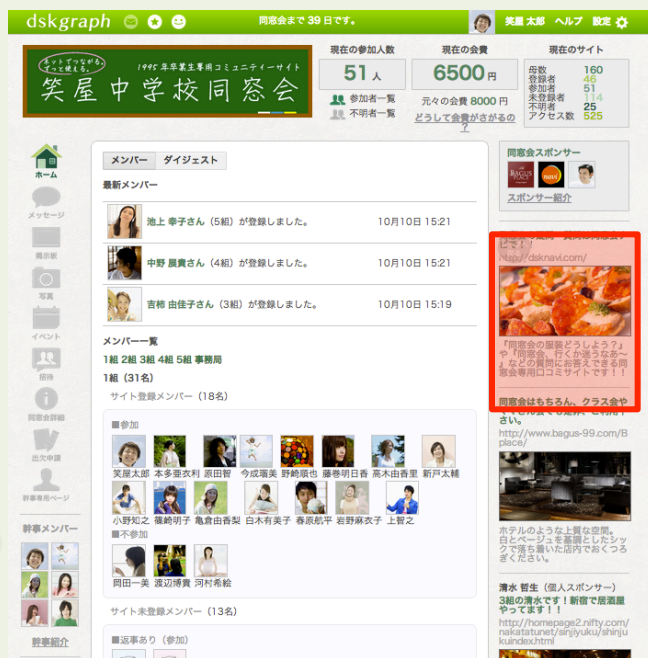 dskgraph
同窓会まで 39 日です。
笑屋 太郎 ヘルプ 設定
ネットでつながる。
ずっと使える。
1995年卒業生専用コミュニティーサイト
笑屋中学校同窓会
現在の参加人数
51 人
参加者一覧
不明者一覧
現在の会費
6500 円
元々の会費 8000 円
どうして会費がさがるの
？
現在のサイト
母数 160
登録者 46
参加者 51
未登録者 114
不明者 25
アクセス数 525
ホーム
メッセージ
掲示板
写真
イベント
招待
同窓会詳細
出欠申請
幹事専用ページ
幹事メンバー
幹事紹介
メンバー ダイジェスト
最新メンバー
池上 幸子さん（5組）が登録しました。 10月10日 15:21
中野 展貴さん（4組）が登録しました。 10月10日 15:21
吉柿 由佳子さん（3組）が登録しました。 10月10日 15:19
メンバー一覧
1組 2組 3組 4組 5組 事務局
1組（31名）
サイト登録メンバー（18名）
■参加
笑屋太郎 本多亜衣利 原田智 今成瑠美 野崎順也 藤巻明日香 高木由香里 新戸太輔
小野知之 篠崎明子 亀倉由香梨 白木有美子 春原航平 岩野麻衣子 上智之
■不参加
岡田一美 渡辺博貴 河村希絵
サイト未登録メンバー（13名）
■返事あり（参加）
同窓会スポンサー
BAGUS
navi
スポンサー紹介
http://dsknavi.com/
『同窓会の服装どうしよう？』
や『同窓会、行くか迷うなあ〜
』などの質問にお答えできる同
窓会専用口コミサイトです！！
同窓会はもちろん、クラス会や
さい。
http://www.bagus-99.com/B
place/
ホテルのような上質な空間。
白とベージュを基調としたシッ
クで落ち着いた店内でおくつろ
ぎください。
清水 哲生（個人スポンサー）
3組の清水です！新宿で居酒屋
やってます！！
http://homepage2.nifty.com/
nakatatunet/sinjiyuku/shinju
kuindex.html